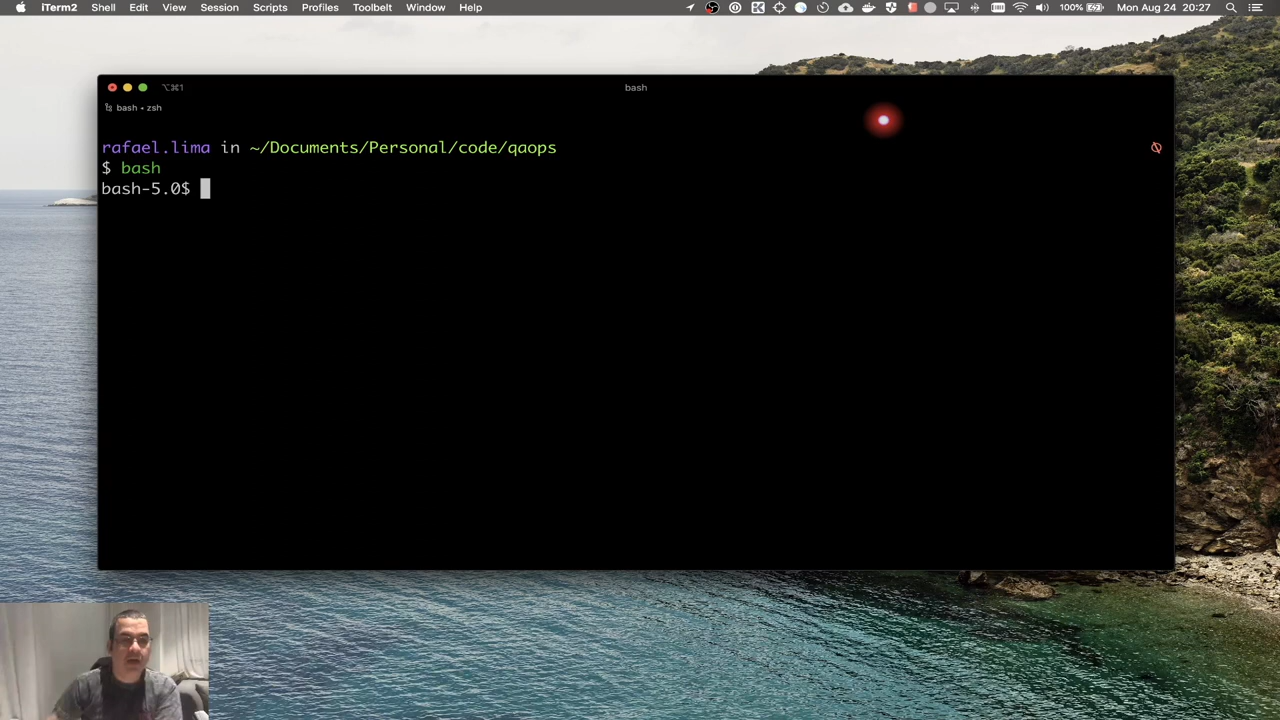 iTerm2 Shell Edit View Session Scripts Profiles Toolbelt Window Help 100% Mon Aug 24 20:27
⌥⌘1 bash
bash • zsh
rafael.lima in ~/Documents/Personal/code/qaops
$ bash
bash-5.0$